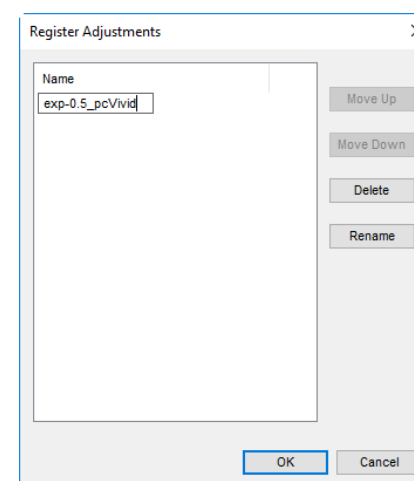 Register Adjustments
Name
exp-0.5_pcVivid
Move Up
Move Down
Delete
Rename
OK
Cancel